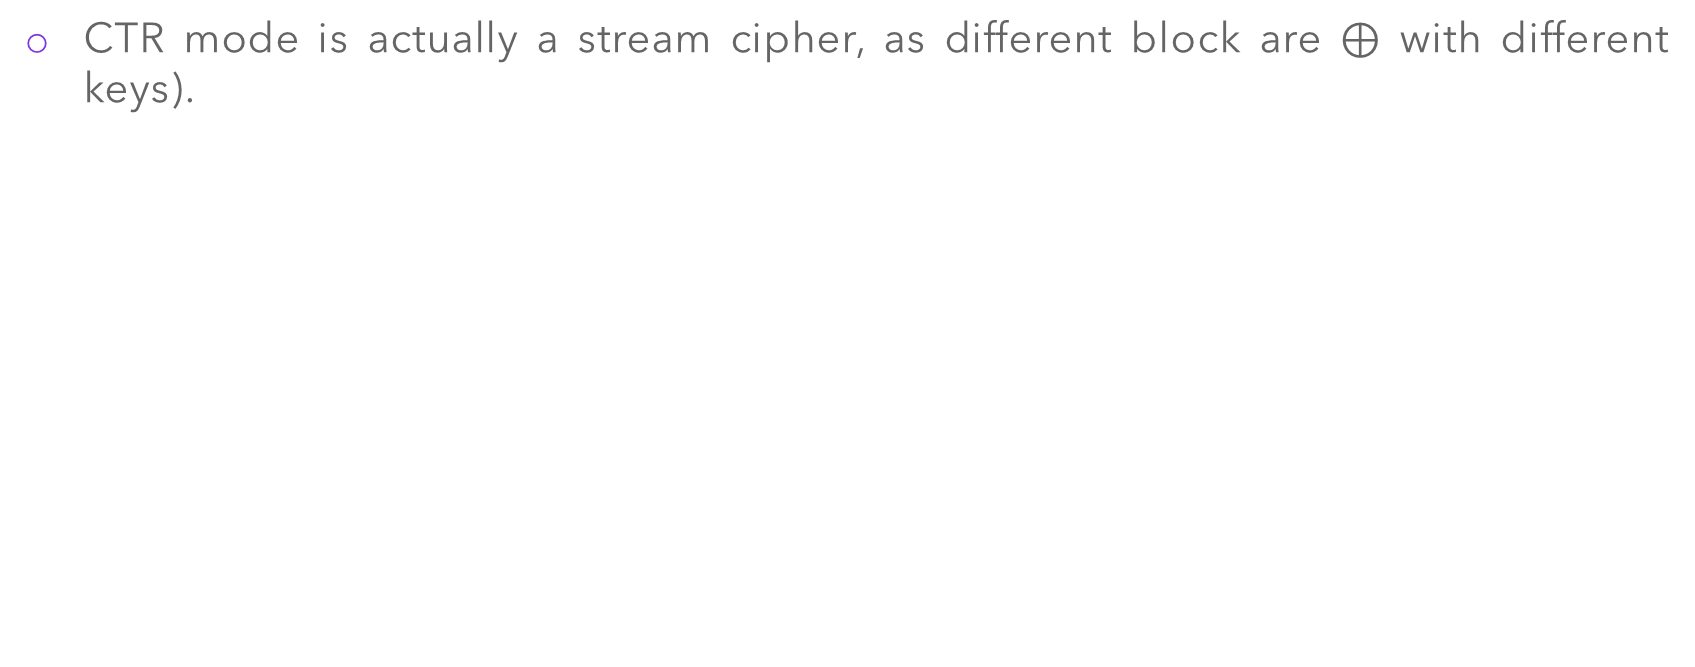 ○ CTR mode is actually a stream cipher, as different block are ⊕ with different
keys).